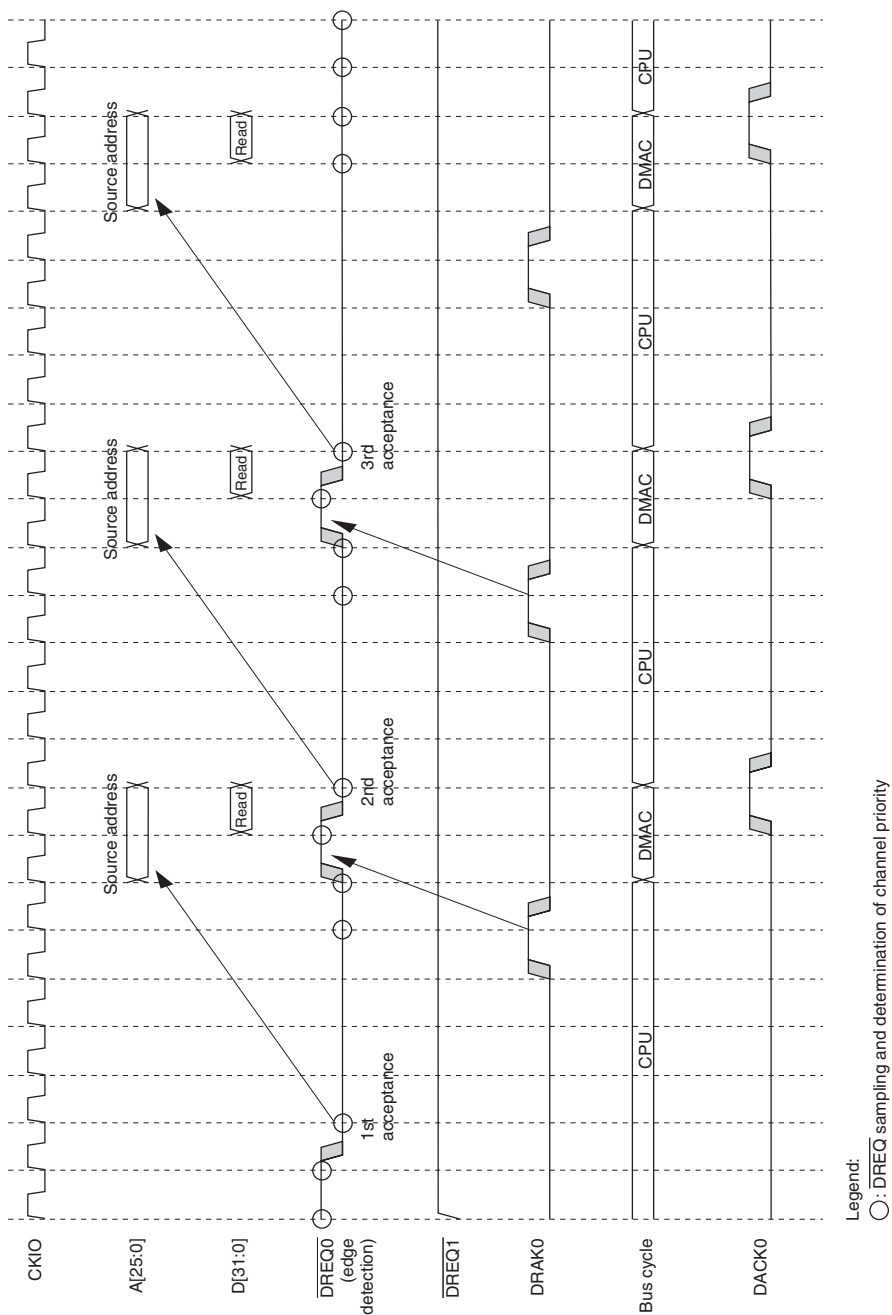 CKIO
A[25:0]
Source address
Source address
Source address
D[31:0]
Read
Read
Read
DREQ0
(edge
detection)
1st
acceptance
2nd
acceptance
3rd
acceptance
DREQ1
DRAK0
Bus cycle
CPU
DMAC
CPU
DMAC
CPU
DMAC
CPU
DACK0
Legend:
○: DREQ sampling and determination of channel priority